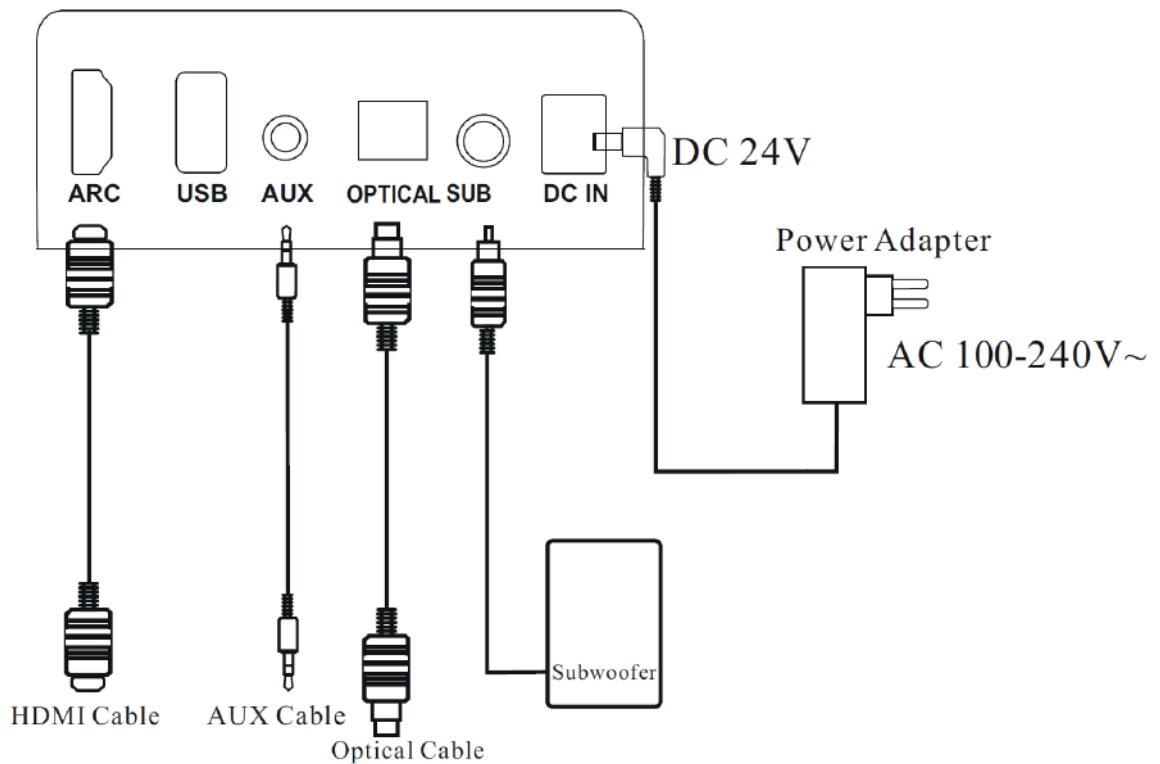 ARC USB AUX OPTICAL SUB DC IN
DC 24V
Power Adapter
AC 100-240V~
Subwoofer
HDMI Cable
AUX Cable
Optical Cable